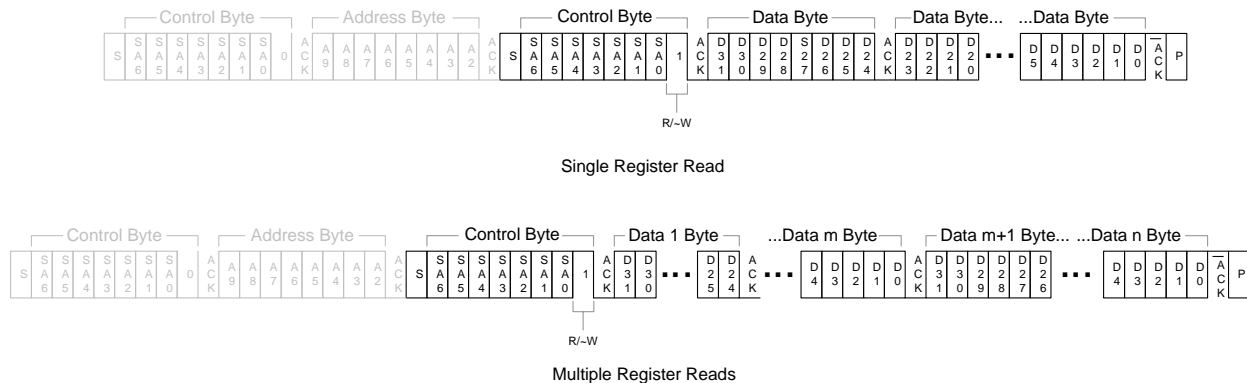 Control Byte Address Byte Control Byte Data Byte Data Byte... ...Data Byte
S SA6 SA5 SA4 SA3 SA2 SA1 SA0 0 ACK A9 A8 A7 A6 A5 A4 A3 A2 ACK S SA6 SA5 SA4 SA3 SA2 SA1 SA0 1 ACK D31 D30 D29 D28 S27 D26 D25 D24 ACK D23 D22 D21 D20 ... D5 D4 D3 D2 D1 D0 ACK P
R/~W
Single Register Read
Control Byte Address Byte Control Byte Data 1 Byte ...Data m Byte Data m+1 Byte... ...Data n Byte
S SA6 SA5 SA4 SA3 SA2 SA1 SA0 0 ACK A9 A8 A7 A6 A5 A4 A3 A2 ACK S SA6 SA5 SA4 SA3 SA2 SA1 SA0 1 ACK D31 D30 ... D25 D24 ACK ... D4 D3 D2 D1 D0 ACK D31 D30 D29 D28 D27 D26 ... D4 D3 D2 D1 D0 ACK P
R/~W
Multiple Register Reads